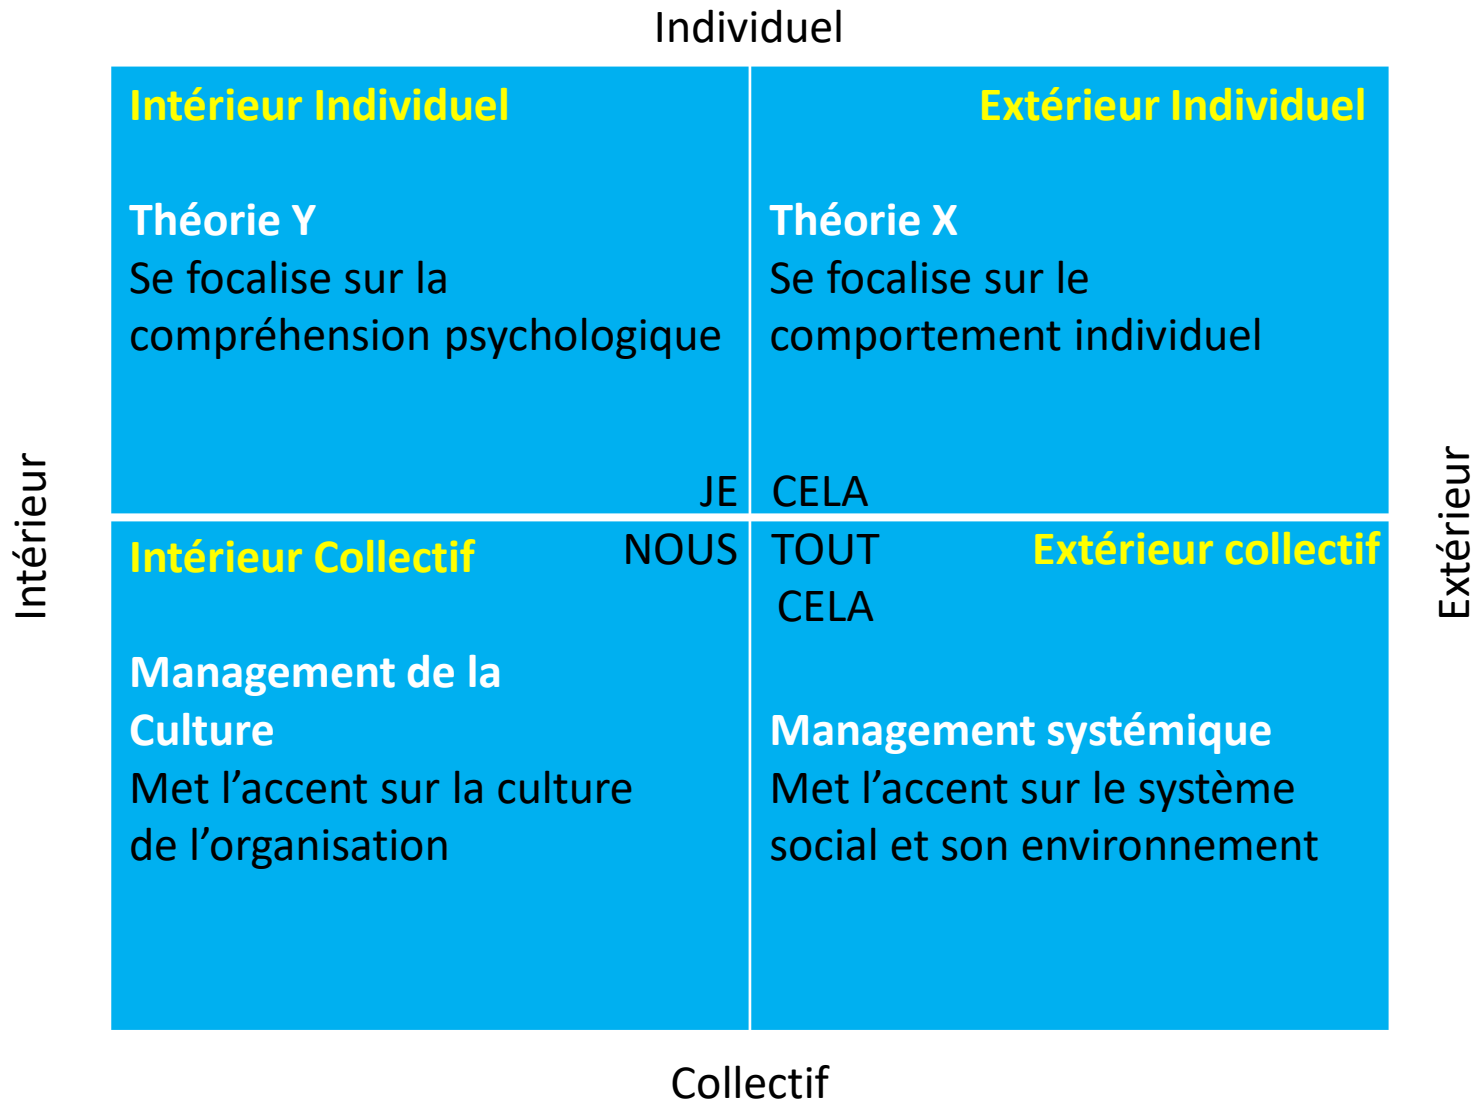 Individuel
Intérieur Individuel
Théorie Y
Se focalise sur la
compréhension psychologique
JE
Extérieur Individuel
Théorie X
Se focalise sur le
comportement individuel
CELA
Intérieur
Extérieur
Intérieur Collectif
NOUS
Management de la
Culture
Met l’accent sur la culture
de l’organisation
TOUT
CELA
Extérieur collectif
Management systémique
Met l’accent sur le système
social et son environnement
Collectif